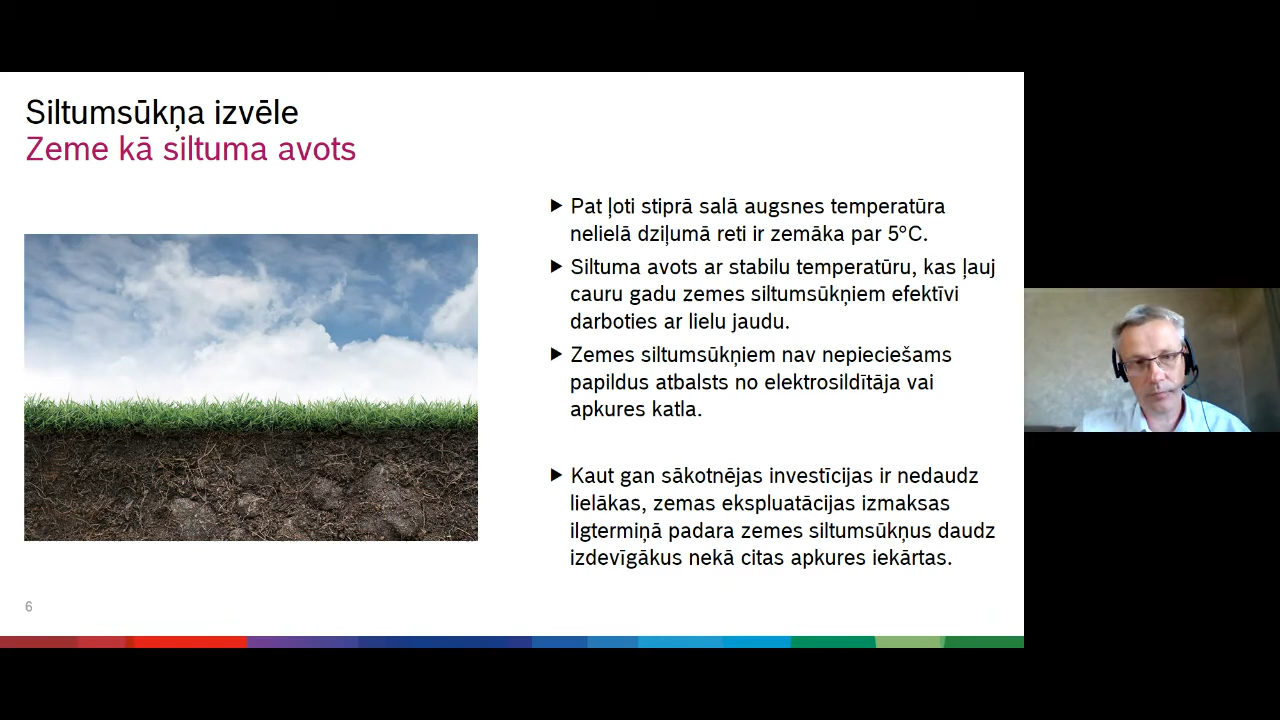 Siltumsūkņa izvēle
Zeme kā siltuma avots
▶ Pat ļoti stiprā salā augsnes temperatūra
nelielā dziļumā reti ir zemāka par 5°C.
▶ Siltuma avots ar stabilu temperatūru, kas ļauj
cauru gadu zemes siltumsūkņiem efektīvi
darboties ar lielu jaudu.
▶ Zemes siltumsūkņiem nav nepieciešams
papildus atbalsts no elektrosildītāja vai
apkures katla.
▶ Kaut gan sākotnējas investīcijas ir nedaudz
lielākas, zemas ekspluatācijas izmaksas
ilgtermiņā padara zemes siltumsūkņus daudz
izdevīgākus nekā citas apkures iekārtas.
6